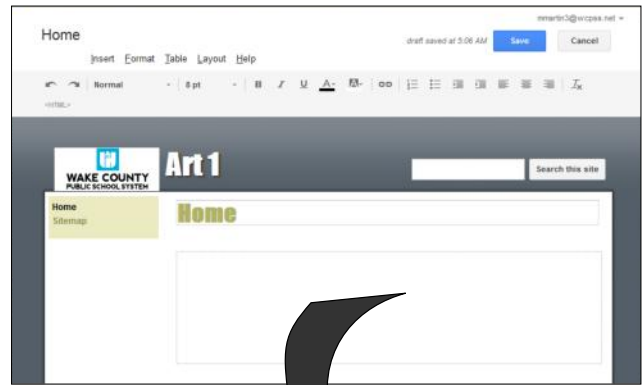 mmartin3@wcpss.net
Home
draft saved at 5:06 AM
Save
Cancel
Insert Format Table Layout Help
Normal
8 pt
B I U A
<HTML>
WAKE COUNTY
PUBLIC SCHOOL SYSTEM
Art 1
Search this site
Home
Sitemap
Home